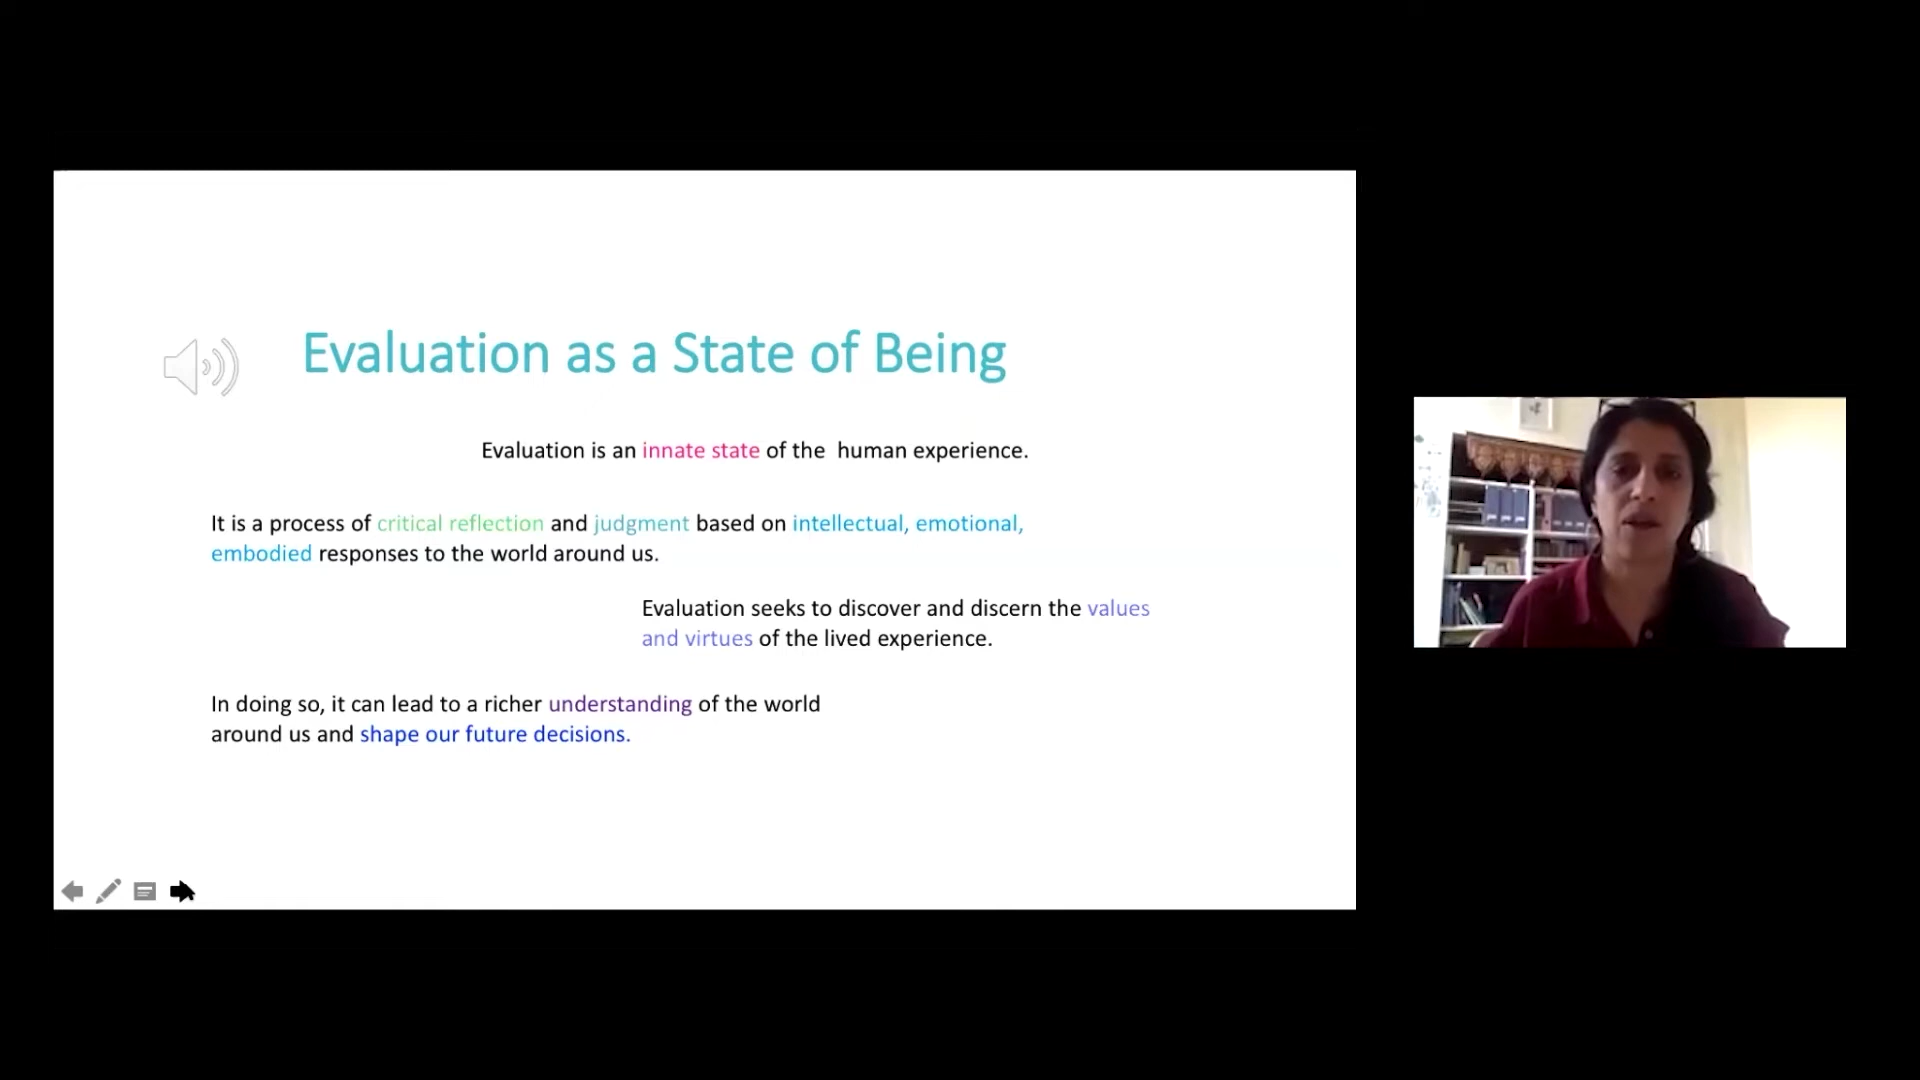 Evaluation as a State of Being
Evaluation is an innate state of the  human experience.
It is a process of critical reflection and judgment based on intellectual, emotional,
embodied responses to the world around us.
Evaluation seeks to discover and discern the values
and virtues of the lived experience.
In doing so, it can lead to a richer understanding of the world
around us and shape our future decisions.